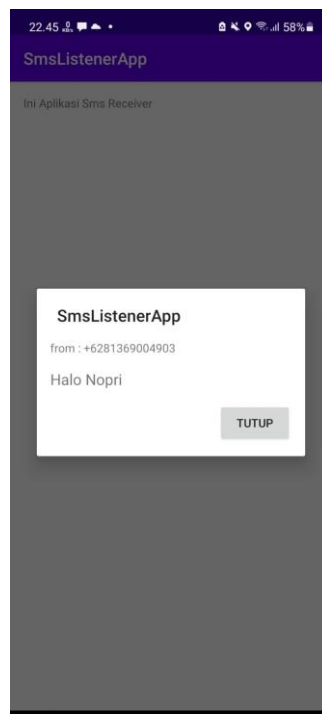 22.45 58%
SmsListenerApp
Ini Aplikasi Sms Receiver
SmsListenerApp
from : +6281369004903
Halo Nopri
TUTUP